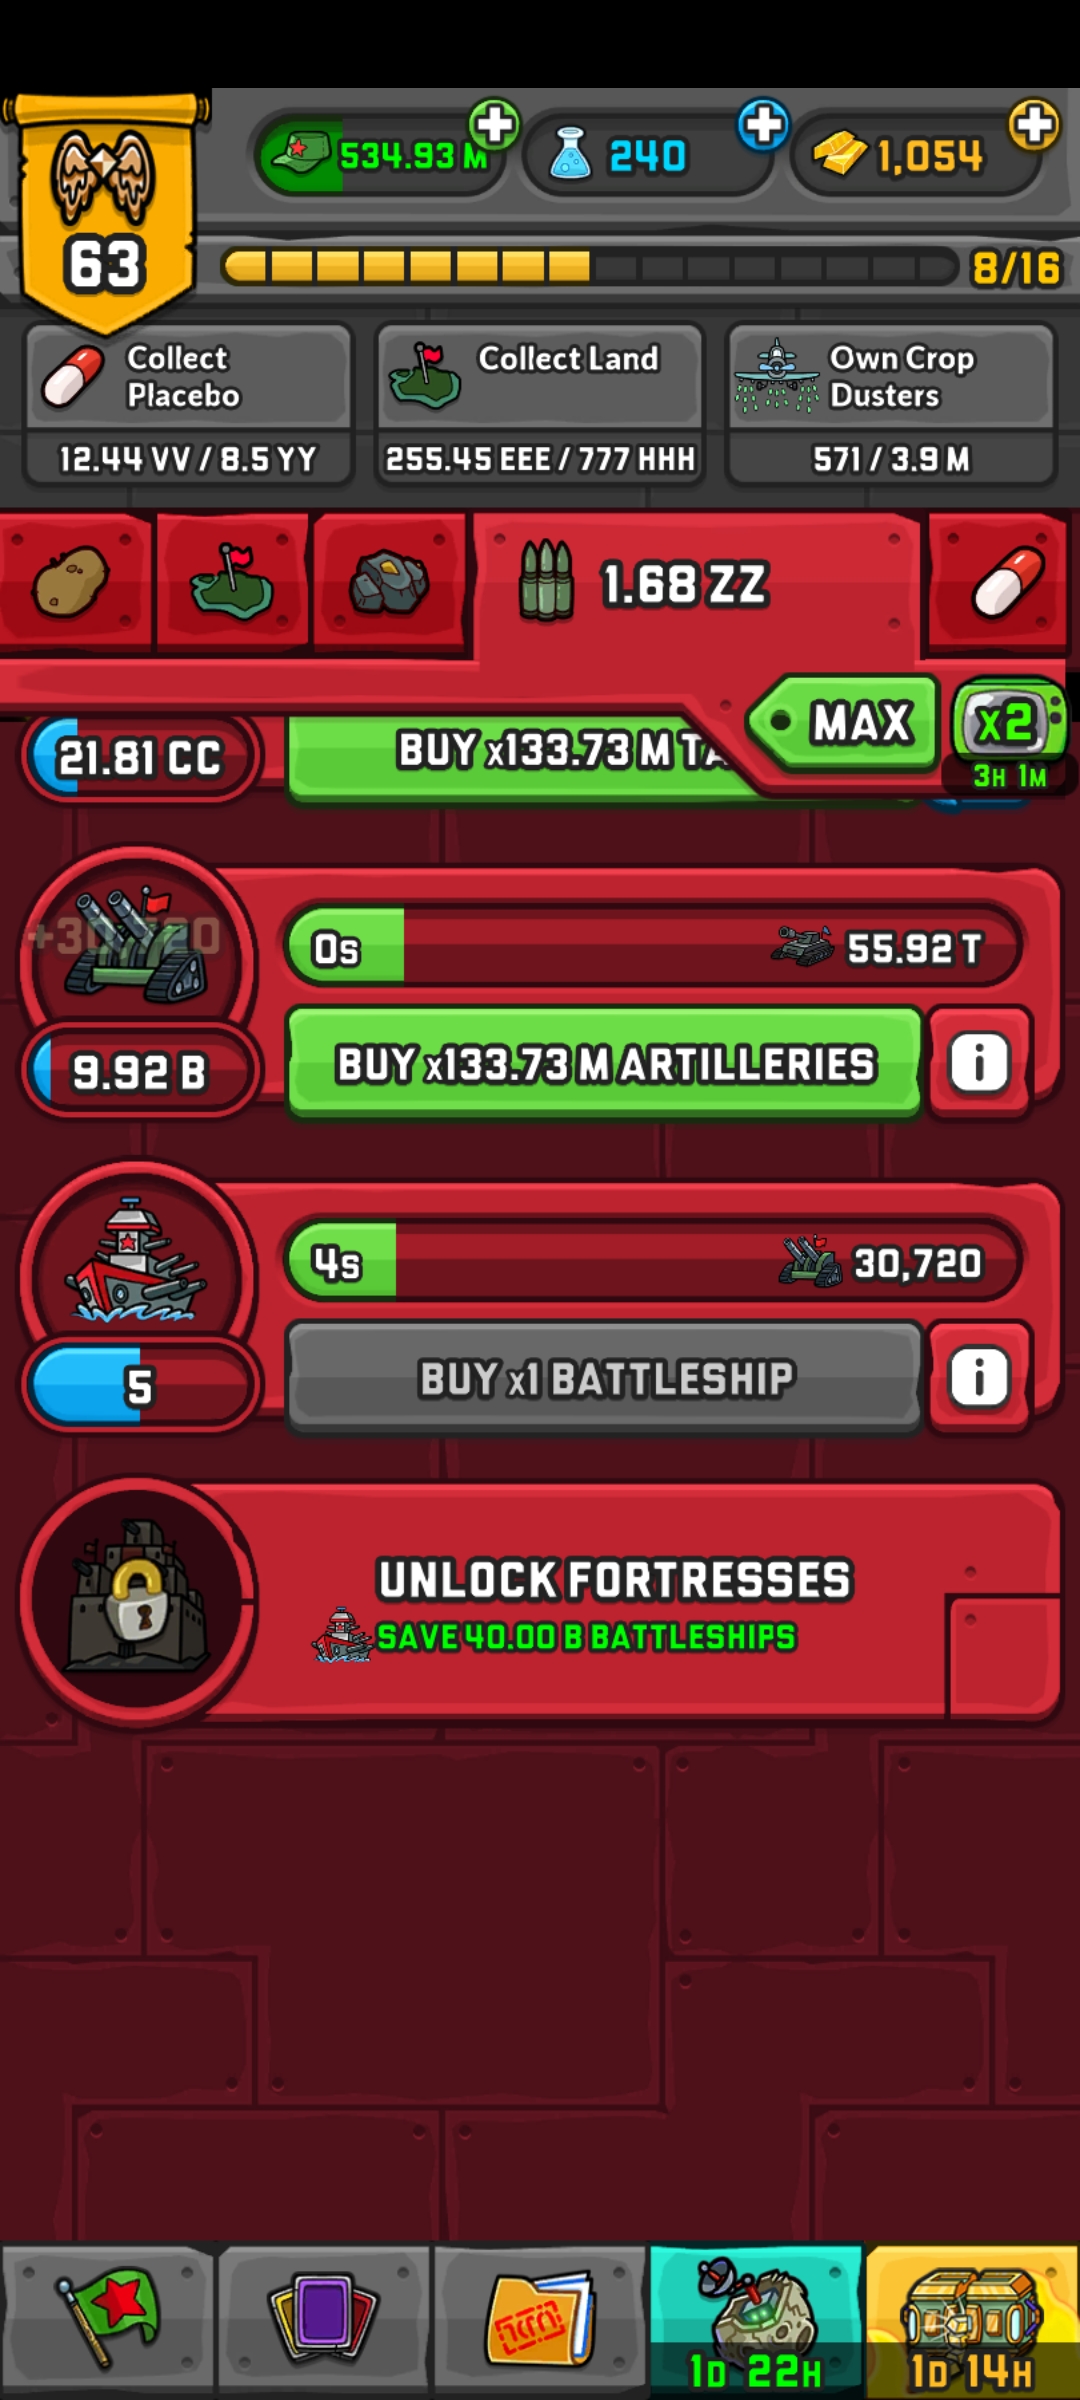 534.93 M
240
1,054
63
8/16
Collect
Placebo
Collect Land
Own Crop
Dusters
12.44 VV / 8.5 YY
255.45 EEE / 777 HHH
571 / 3.9 M
1.68 ZZ
MAX
x2
3H 1M
21.81 CC
BUY x133.73 M TA
0s
55.92 T
9.92 B
BUY x133.73 M ARTILLERIES
i
4s
30,720
5
BUY x1 BATTLESHIP
i
UNLOCK FORTRESSES
SAVE 40.00 B BATTLESHIPS
1D 22H
1D 14H